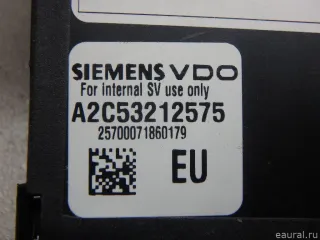 SIEMENS VDO
For internal SV use only
A2C53212575
25700071860179
EU
eaural.ru